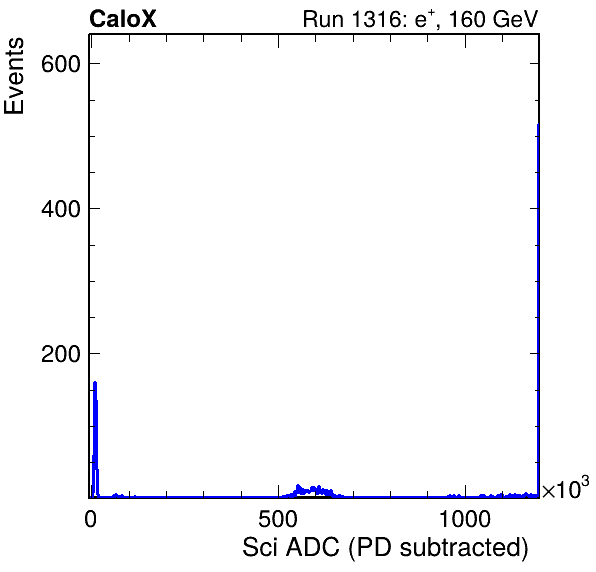 CaloX
Run 1316: e⁺, 160 GeV
Events
600
400
200
0
500
1000
×10³
Sci ADC (PD subtracted)